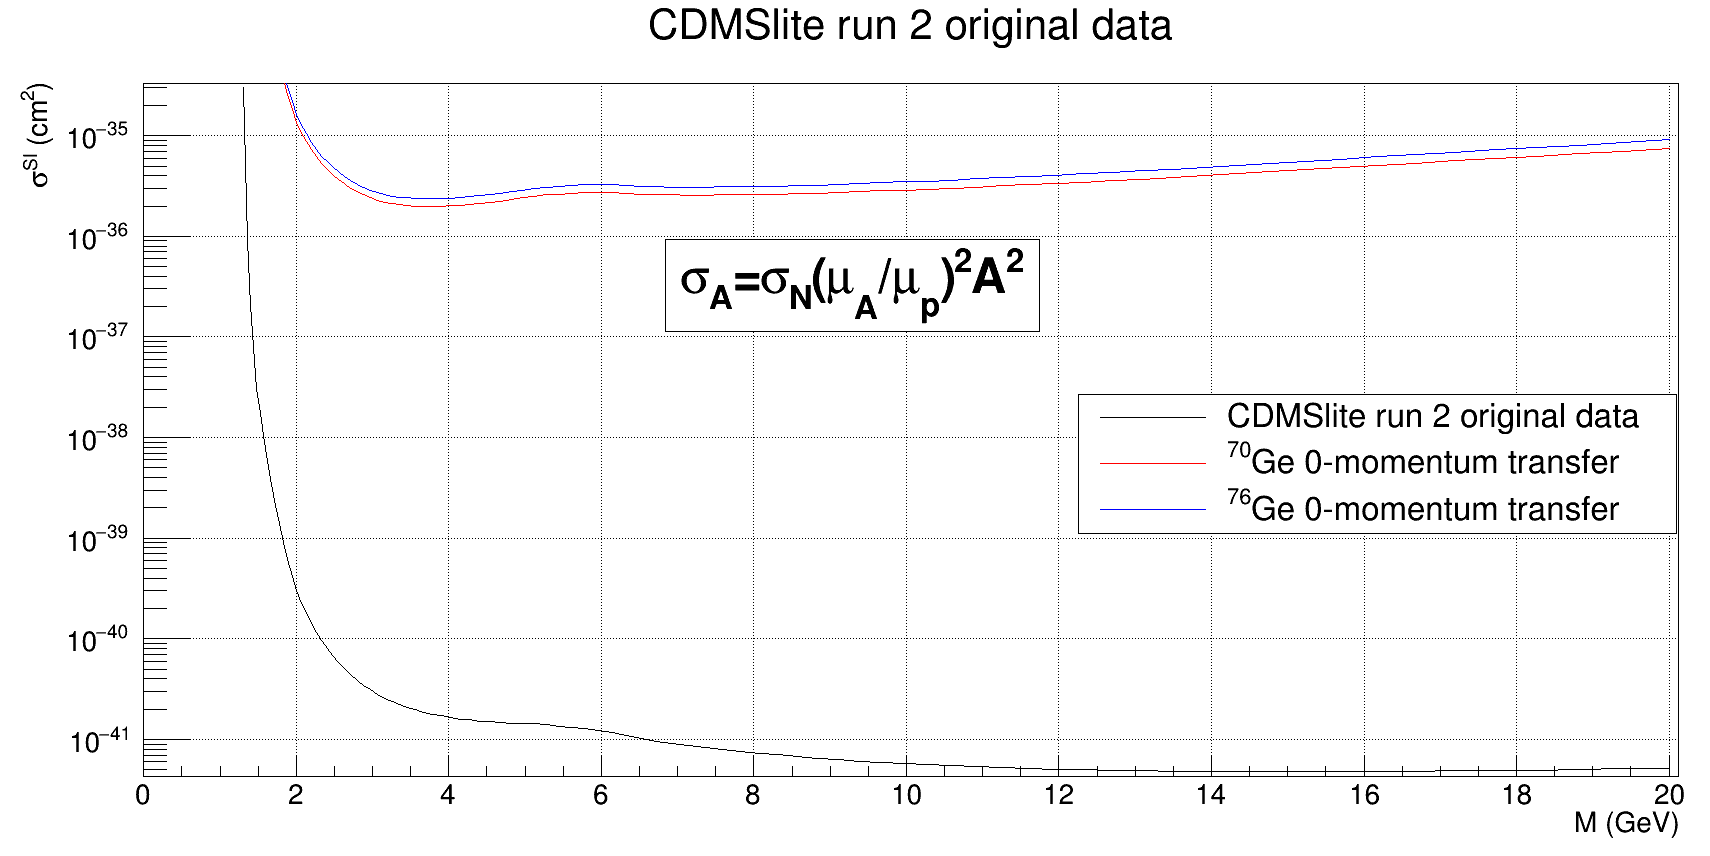 CDMSlite run 2 original data
σ^SI (cm²)
10⁻³⁵
10⁻³⁶
10⁻³⁷
10⁻³⁸
10⁻³⁹
10⁻⁴⁰
10⁻⁴¹
σ_A=σ_N(μ_A/μ_p)²A²
CDMSlite run 2 original data
⁷⁰Ge 0-momentum transfer
⁷⁶Ge 0-momentum transfer
0 2 4 6 8 10 12 14 16 18 20
M (GeV)